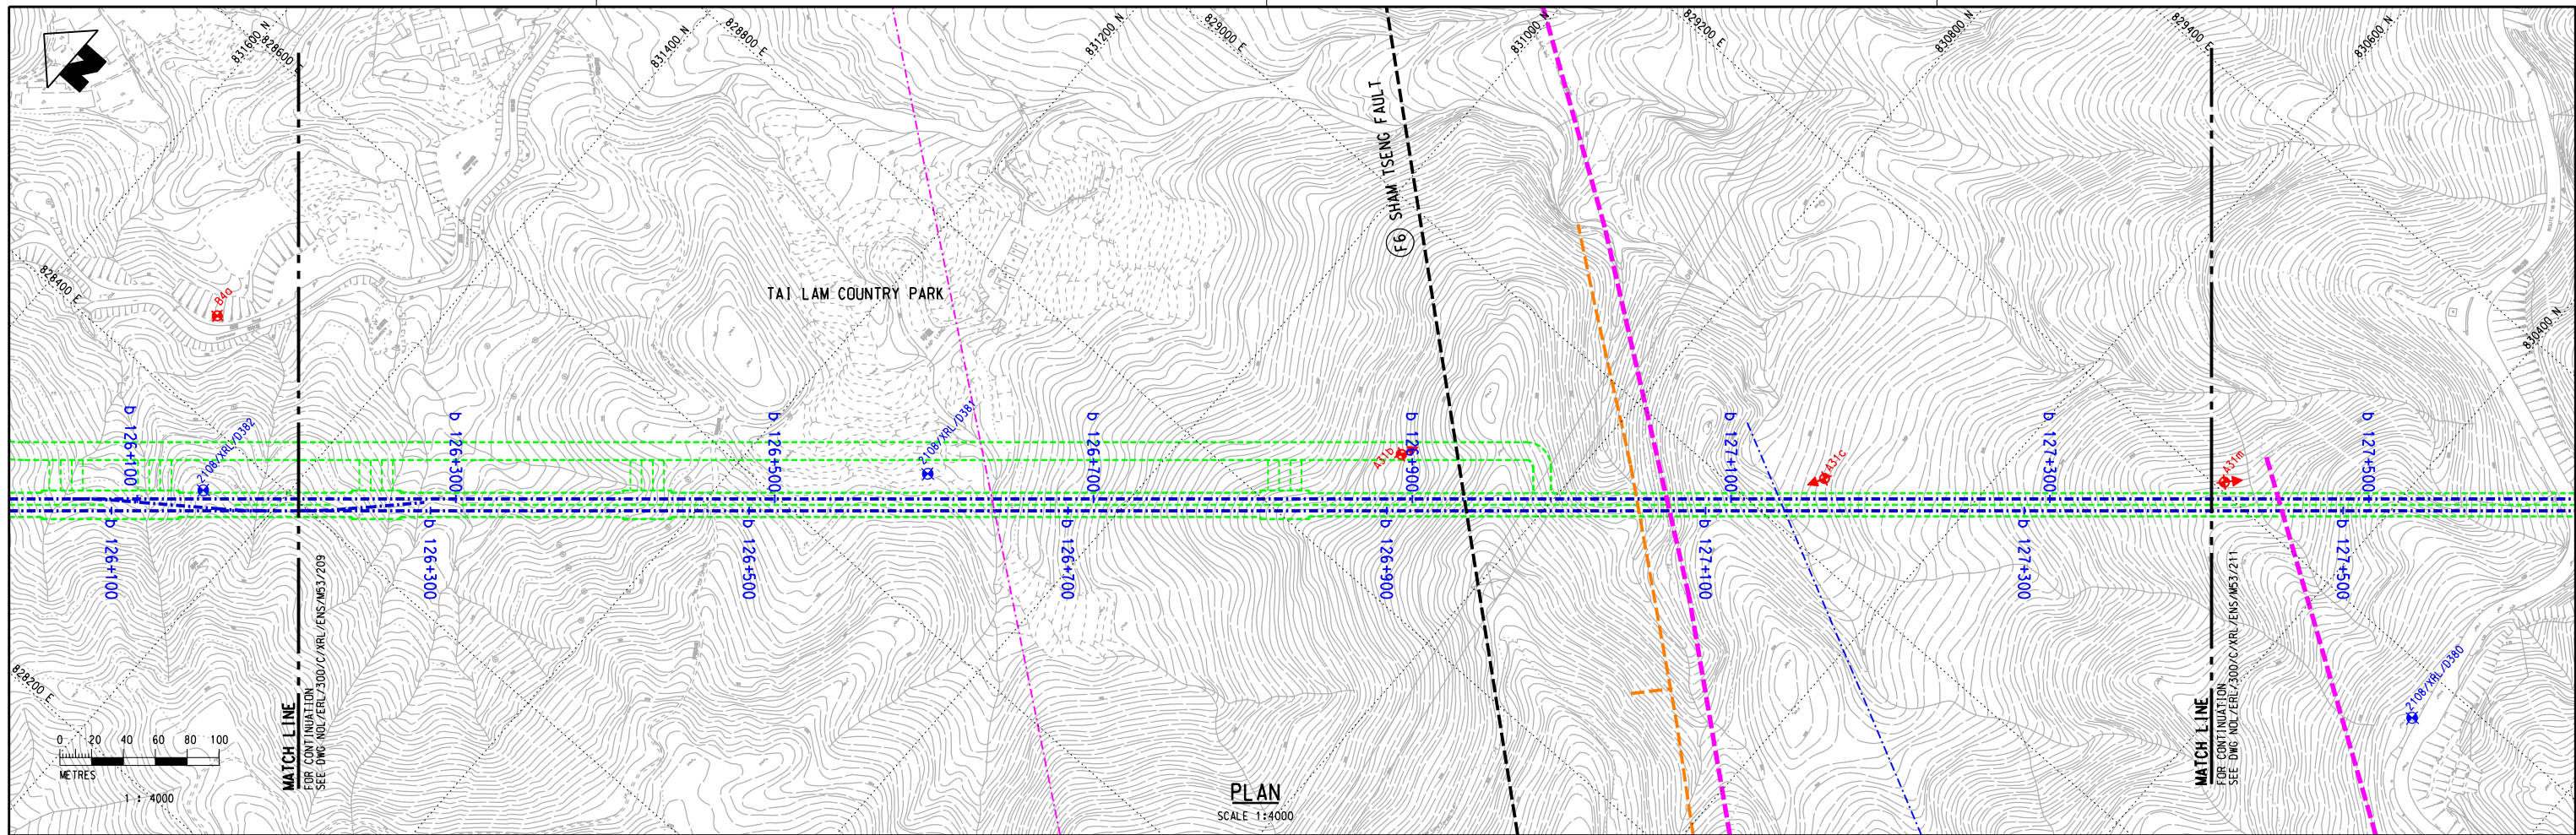 831600 N
828600 E
831400 N
828800 E
831200 N
829000 E
831000 N
829200 E
830800 N
829400 E
830600 N
F6 SHAM TSENG FAULT
828400 E
B4a
TAI LAM COUNTRY PARK
830400 N
b 126+100
2108/XRL/D382
b 126+300
b 126+500
2108/XRL/D381
b 126+700
A31b
b 126+900
b 127+100
A31c
b 127+300
A31m
b 127+500
b 126+100
b 126+300
b 126+500
b 126+700
b 126+900
b 127+100
b 127+300
b 127+500
828200 E
2108/XRL/D380
MATCH LINE
FOR CONTINUATION
SEE DWG NOL/ERL/300/C/XRL/ENS/M53/209
MATCH LINE
FOR CONTINUATION
SEE DWG NOL/ERL/300/C/XRL/ENS/M53/211
0 20 40 60 80 100
METRES
1 : 4000
PLAN
SCALE 1:4000